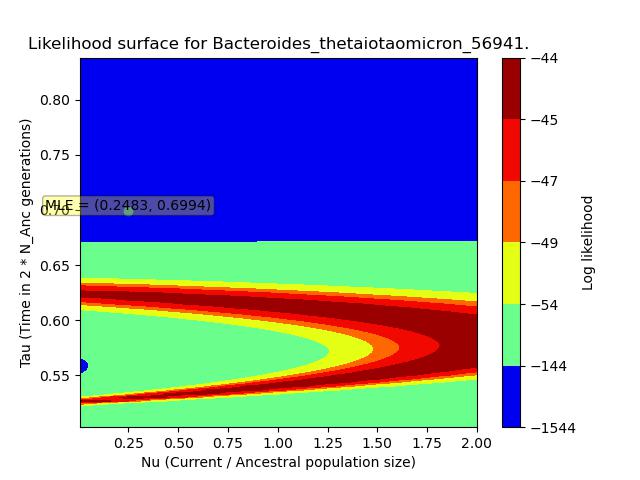 Likelihood surface for Bacteroides_thetaiotaomicron_56941.
0.80
0.75
0.70
0.65
0.60
0.55
Tau (Time in 2 * N_Anc generations)
MLE = (0.2483, 0.6994)
0.25 0.50 0.75 1.00 1.25 1.50 1.75 2.00
Nu (Current / Ancestral population size)
−44
−45
−47
−49
−54
−144
−1544
Log likelihood